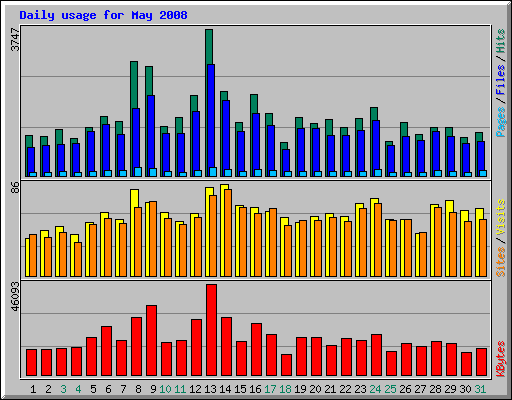 Daily usage for May 2008
3747
Pages / Files / Hits
86
Sites / Visits
46093
KBytes
1 2 3 4 5 6 7 8 9 10 11 12 13 14 15 16 17 18 19 20 21 22 23 24 25 26 27 28 29 30 31